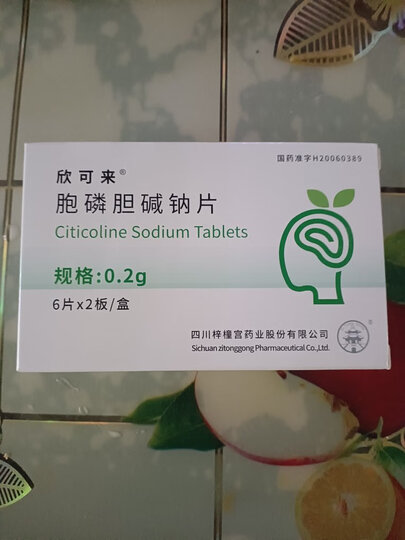 国药准字H20060389
欣可来®
胞磷胆碱钠片
Citicoline Sodium Tablets
规格:0.2g
6片x2板/盒
四川梓橦宫药业股份有限公司
®
Sichuan zitonggong Pharmaceutical Co.,Ltd.